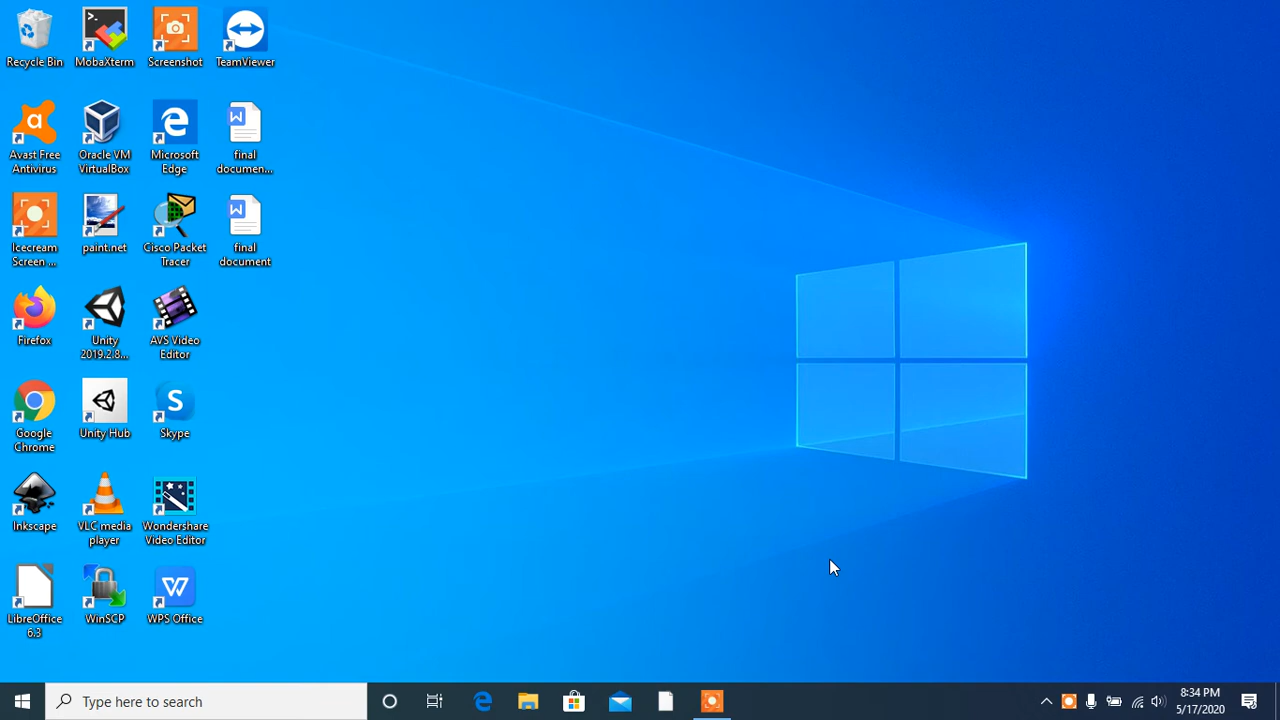 Recycle Bin
MobaXterm
Screenshot
TeamViewer
Avast Free
Antivirus
Oracle VM
VirtualBox
Microsoft
Edge
final
documen...
Icecream
Screen ...
paint.net
Cisco Packet
Tracer
final
document
Firefox
Unity
2019.2.8...
AVS Video
Editor
Google
Chrome
Unity Hub
Skype
Inkscape
VLC media
player
Wondershare
Video Editor
LibreOffice
6.3
WinSCP
WPS Office
Type here to search
8:34 PM
5/17/2020